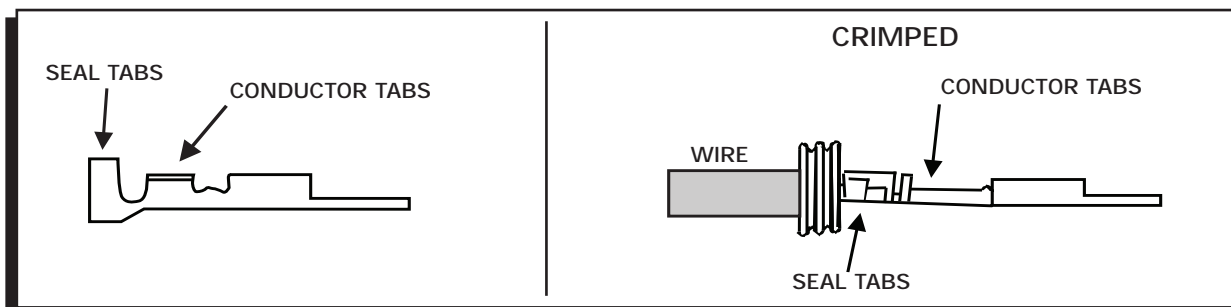 SEAL TABS
CONDUCTOR TABS
CRIMPED
CONDUCTOR TABS
WIRE
SEAL TABS